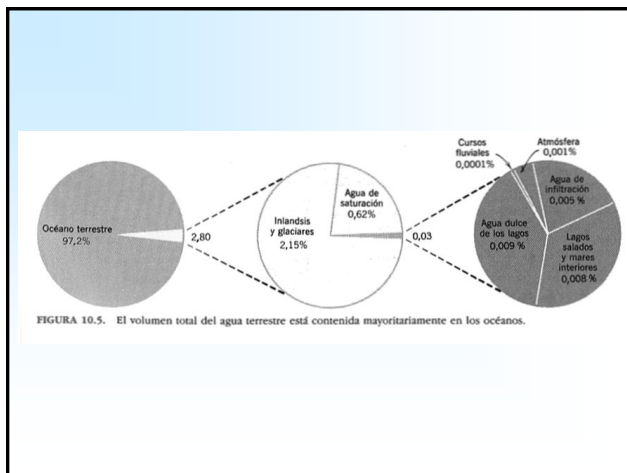 Océano terrestre
97,2%
2,80
Inlandsis
y glaciares
2,15%
Agua de
saturación
0,62%
0,03
Cursos
fluviales
0,0001%
Atmósfera
0,001%
Agua de
infiltración
0,005 %
Agua dulce
de los lagos
0,009 %
Lagos
salados
y mares
interiores
0,008 %
FIGURA 10.5. El volumen total del agua terrestre está contenida mayoritariamente en los océanos.